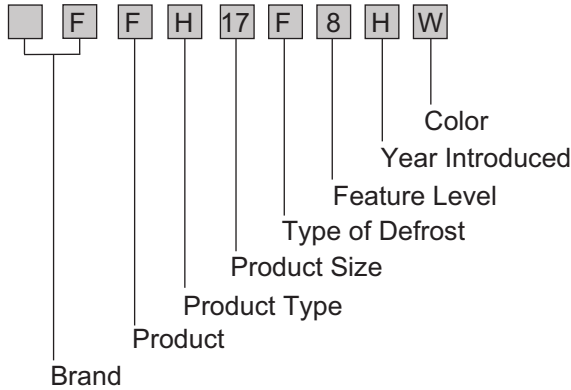 F F H 17 F 8 H W
Color
Year Introduced
Feature Level
Type of Defrost
Product Size
Product Type
Product
Brand